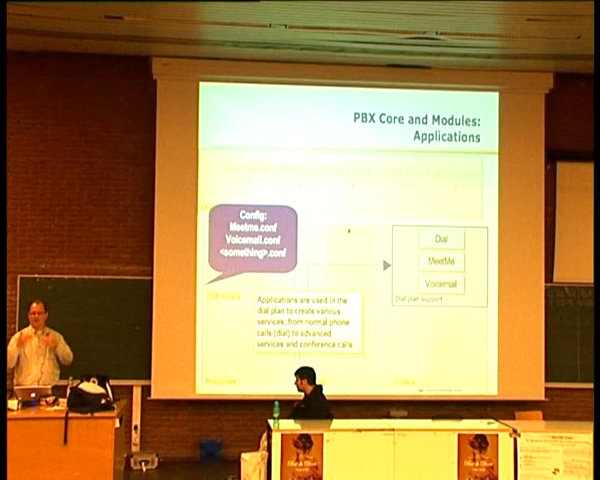 PBX Core and Modules:
Applications
Config:
Meetme.conf
Voicemail.conf
<something>.conf
Dial
MeetMe
Voicemail
Dial plan support
Applications are used in the
dial plan to create various
services, from normal phone
calls (dial) to advanced
services and conference calls.